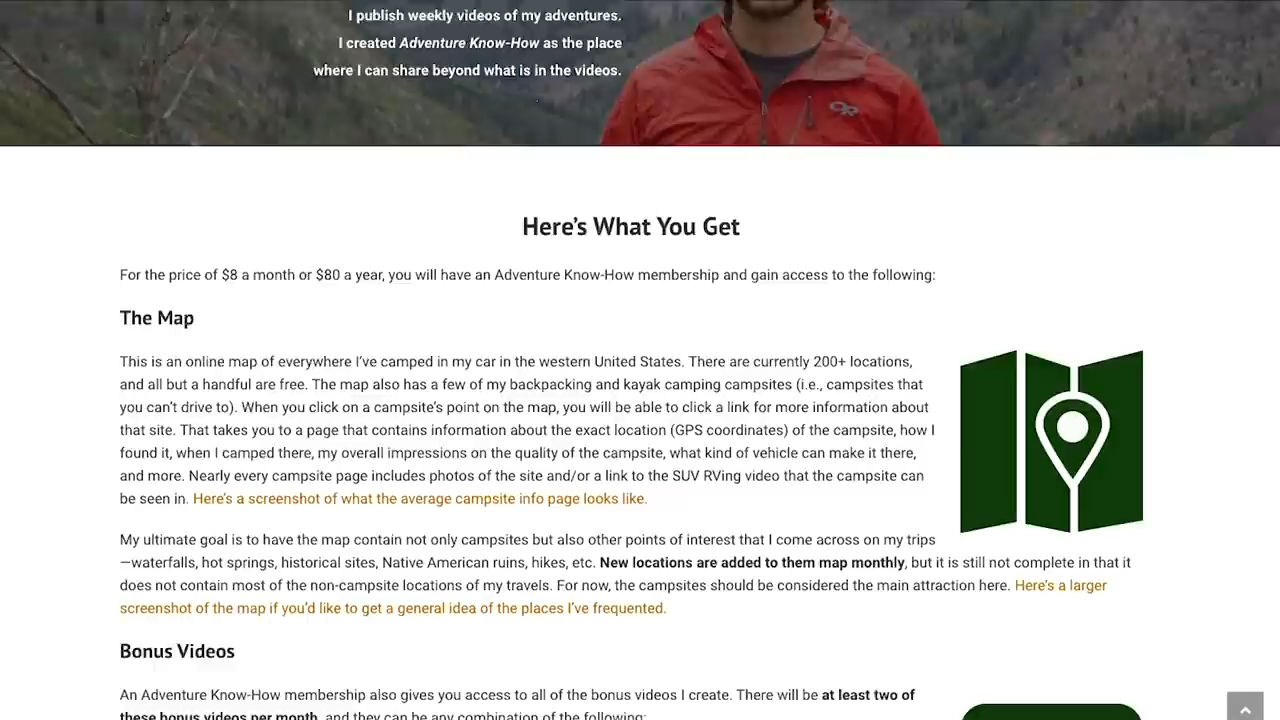 I publish weekly videos of my adventures.
I created Adventure Know-How as the place
where I can share beyond what is in the videos.
OR
Here's What You Get
For the price of $8 a month or $80 a year, you will have an Adventure Know-How membership and gain access to the following:
The Map
This is an online map of everywhere I've camped in my car in the western United States. There are currently 200+ locations,
and all but a handful are free. The map also has a few of my backpacking and kayak camping campsites (i.e., campsites that
you can't drive to). When you click on a campsite's point on the map, you will be able to click a link for more information about
that site. That takes you to a page that contains information about the exact location (GPS coordinates) of the campsite, how I
found it, when I camped there, my overall impressions on the quality of the campsite, what kind of vehicle can make it there,
and more. Nearly every campsite page includes photos of the site and/or a link to the SUV RVing video that the campsite can
be seen in. Here's a screenshot of what the average campsite info page looks like.
My ultimate goal is to have the map contain not only campsites but also other points of interest that I come across on my trips
—waterfalls, hot springs, historical sites, Native American ruins, hikes, etc. New locations are added to them map monthly, but it is still not complete in that it
does not contain most of the non-campsite locations of my travels. For now, the campsites should be considered the main attraction here. Here's a larger
screenshot of the map if you'd like to get a general idea of the places I've frequented.
Bonus Videos
An Adventure Know-How membership also gives you access to all of the bonus videos I create. There will be at least two of
these bonus videos per month, and they can be any combination of the following: